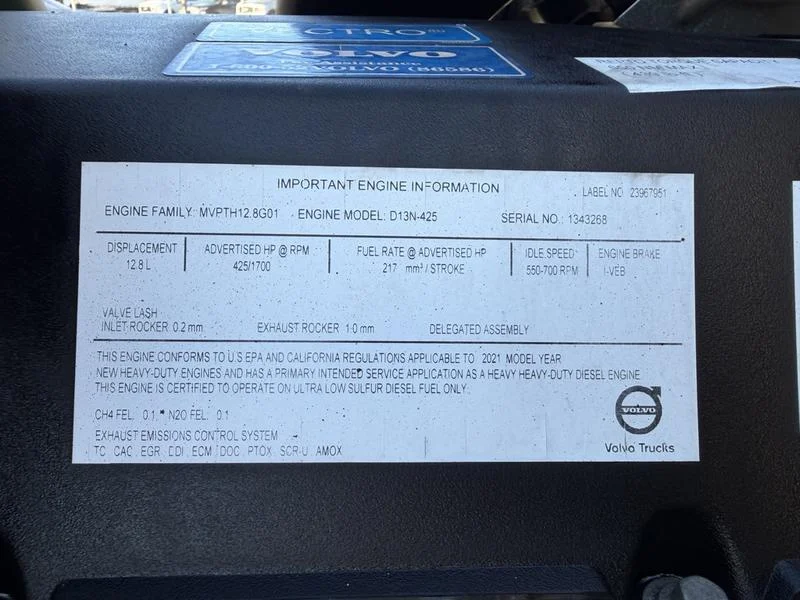 VOLVO
Assistance
VOLVO (86586)
IMPORTANT ENGINE INFORMATION
LABEL NO 23967951
ENGINE FAMILY: MVPTH12.8G01 ENGINE MODEL: D13N-425 SERIAL NO.: 1343268
DISPLACEMENT ADVERTISED HP @ RPM FUEL RATE @ ADVERTISED HP IDLE SPEED ENGINE BRAKE
12.8 L 425/1700 217 mm³ / STROKE 550-700 RPM I-VEB
VALVE LASH
INLET ROCKER 0.2 mm EXHAUST ROCKER 1.0 mm DELEGATED ASSEMBLY
THIS ENGINE CONFORMS TO U.S EPA AND CALIFORNIA REGULATIONS APPLICABLE TO 2021 MODEL YEAR
NEW HEAVY-DUTY ENGINES AND HAS A PRIMARY INTENDED SERVICE APPLICATION AS A HEAVY HEAVY-DUTY DIESEL ENGINE
THIS ENGINE IS CERTIFIED TO OPERATE ON ULTRA LOW SULFUR DIESEL FUEL ONLY
CH4 FEL: 0.1, N2O FEL: 0.1
EXHAUST EMISSIONS CONTROL SYSTEM
TC, CAC, EGR, DDI, ECM, DOC, PTOX, SCR-U, AMOX
VOLVO
Volvo Trucks